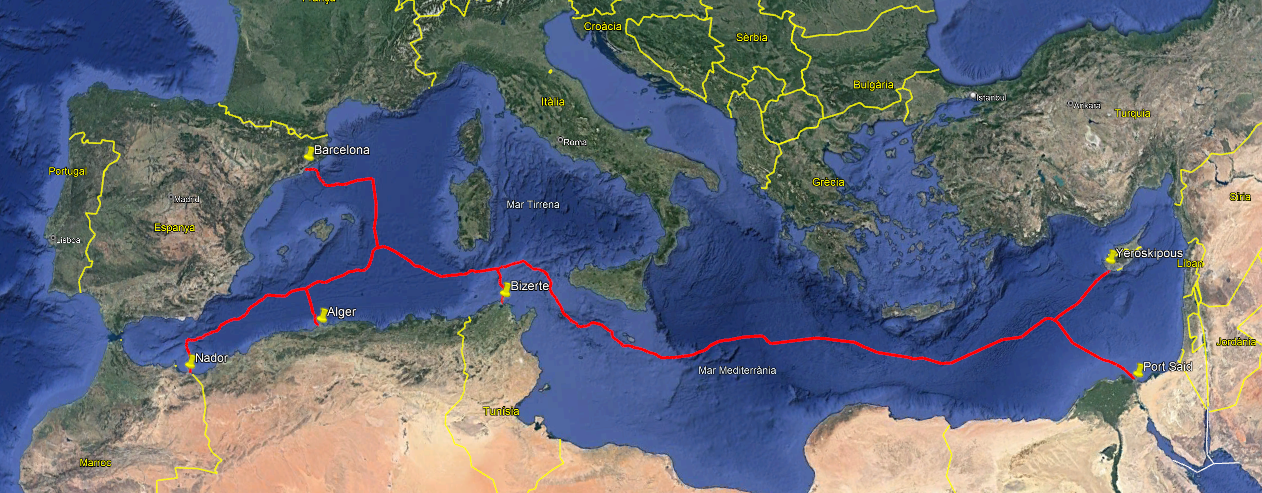 França
Croàcia
Sèrbia
Bulgària
Istanbul
Ankara
Turquia
Itàlia
Roma
Barcelona
Portugal
Madrid
Espanya
Lisboa
Mar Tirrena
Grècia
Síria
Yeroskipous
Líban
Bizerte
Alger
Nador
Mar Mediterrània
Port Said
Jordània
Tunísia
Marroc